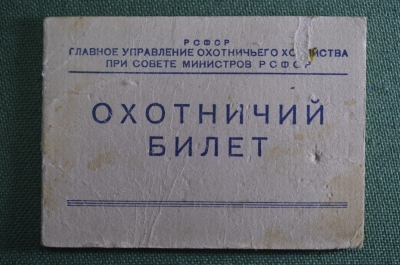 РСФСР
ГЛАВНОЕ УПРАВЛЕНИЕ ОХОТНИЧЬЕГО ХОЗЯЙСТВА
ПРИ СОВЕТЕ МИНИСТРОВ РСФСР
ОХОТНИЧИЙ
БИЛЕТ